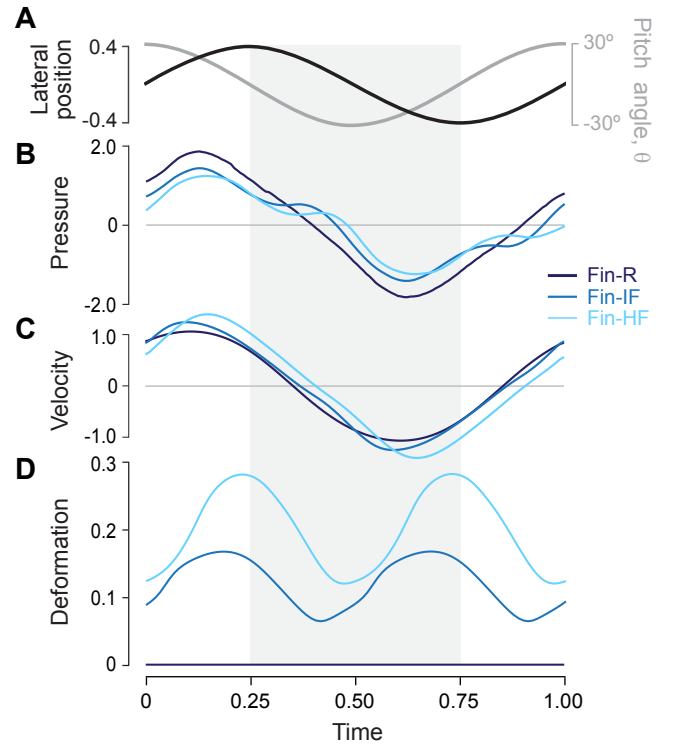 A
0.4
-0.4
Lateral
position
30º
-30º
Pitch angle, θ
B
2.0
0
-2.0
Pressure
Fin-R
Fin-IF
Fin-HF
C
1.0
0
-1.0
Velocity
D
0.3
0.2
0.1
0
Deformation
0
0.25
0.50
0.75
1.00
Time